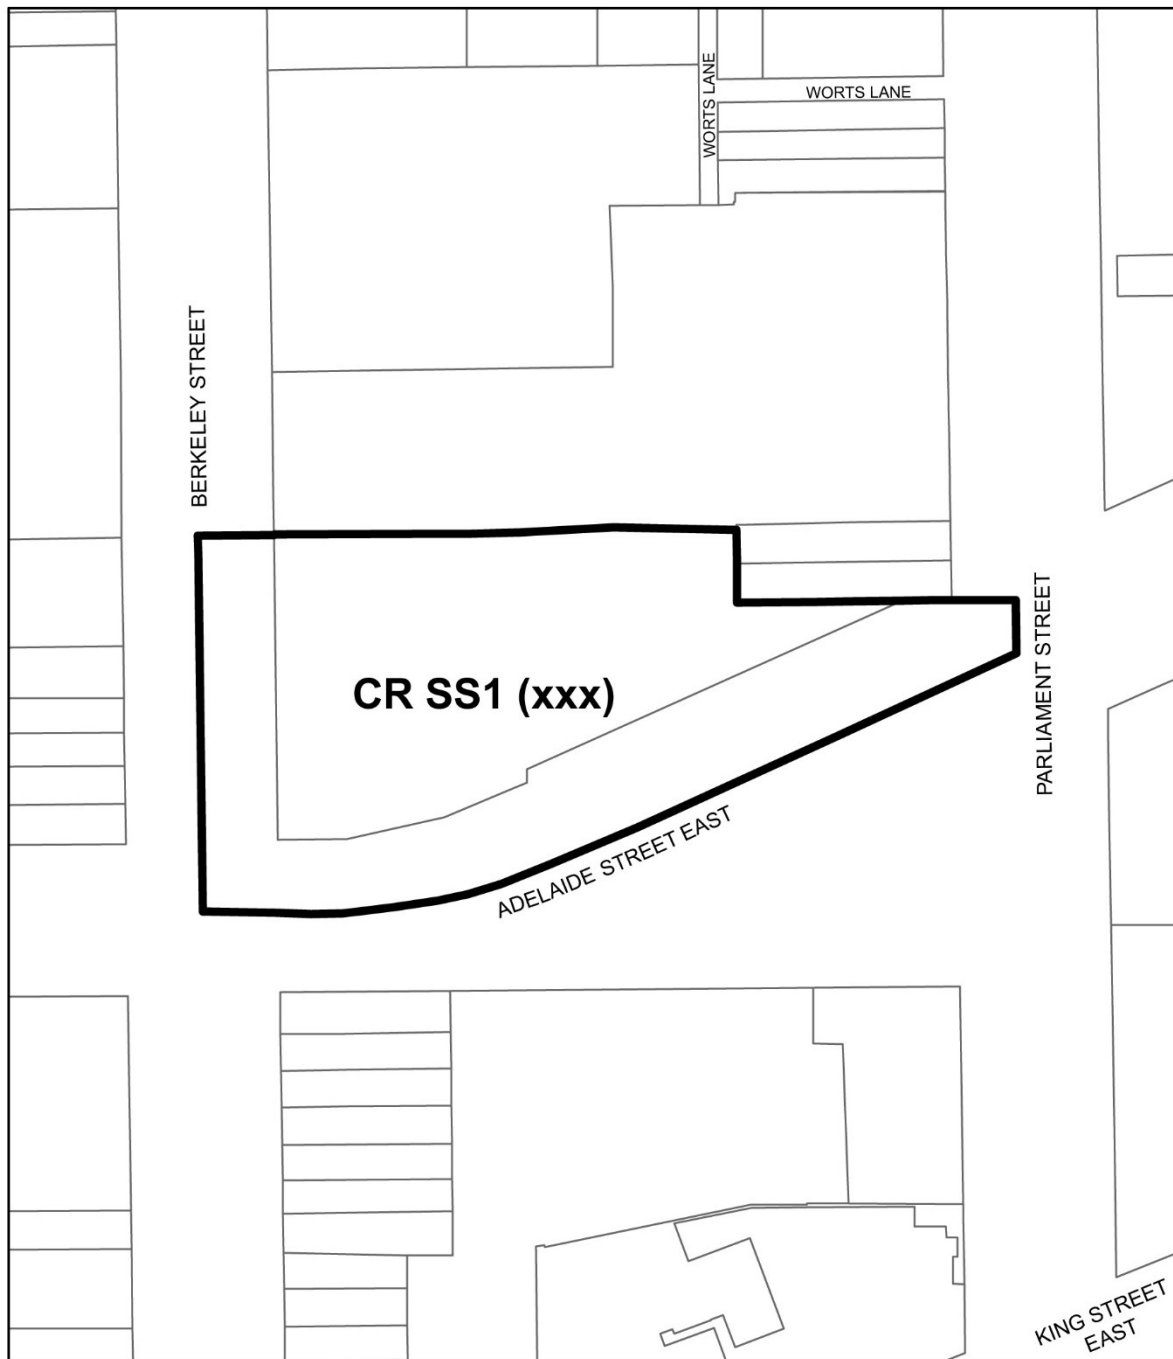 WORTS LANE
WORTS LANE
BERKELEY STREET
PARLIAMENT STREET
CR SS1 (xxx)
ADELAIDE STREET EAST
KING STREET
EAST